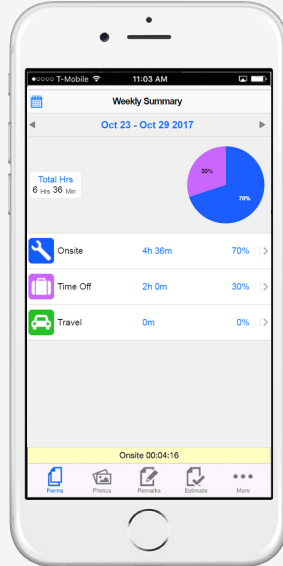 T-Mobile 11:03 AM
Weekly Summary
Oct 23 - Oct 29 2017
Total Hrs
6 Hrs 36 Min
30%
70%
Onsite 4h 36m 70%
Time Off 2h 0m 30%
Travel 0m 0%
Onsite 00:04:16
Forms Photos Remarks Estimate More